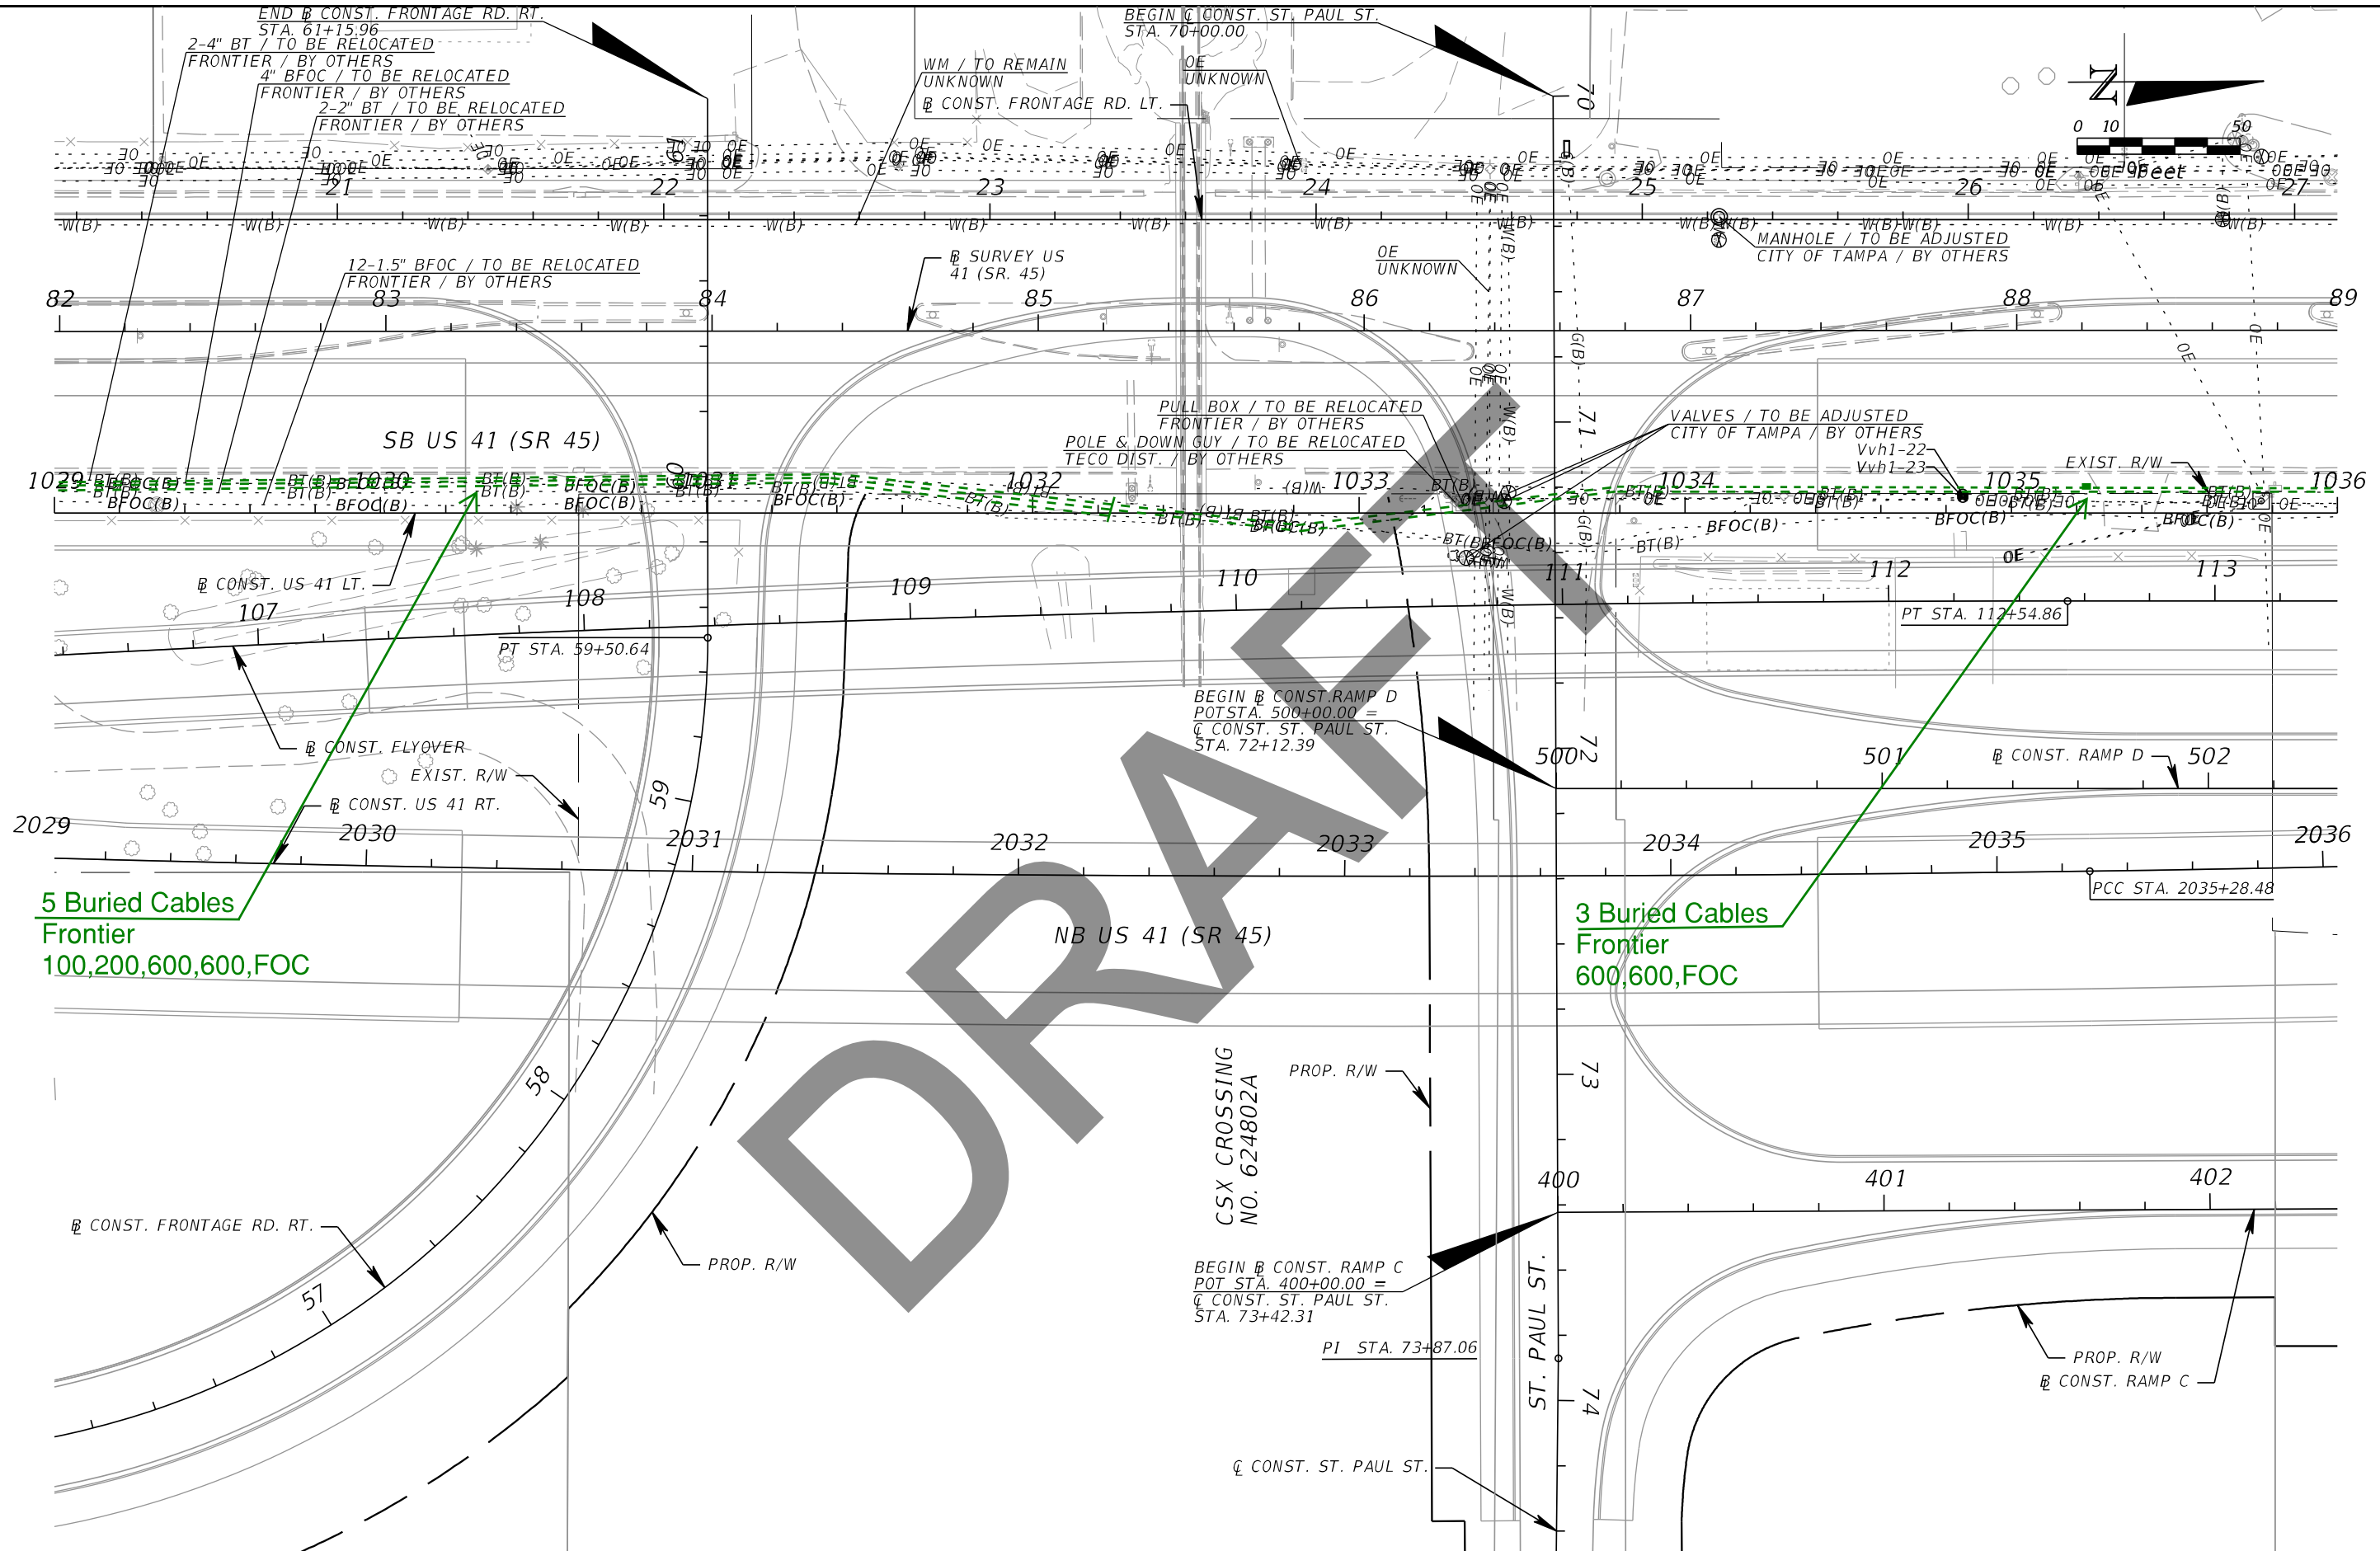 END ⅊ CONST. FRONTAGE RD. RT.
STA. 61+15.96
2-4" BT / TO BE RELOCATED
FRONTIER / BY OTHERS
4" BFOC / TO BE RELOCATED
FRONTIER / BY OTHERS
2-2" BT / TO BE RELOCATED
FRONTIER / BY OTHERS
12-1.5" BFOC / TO BE RELOCATED
FRONTIER / BY OTHERS
WM / TO REMAIN
UNKNOWN
⅊ CONST. FRONTAGE RD. LT.
BEGIN ℄ CONST. ST. PAUL ST.
STA. 70+00.00
OE
UNKNOWN
70
N
0 10 50
Feet
61
21 22 23 24 25 26 27
W(B) W(B) W(B) W(B) W(B) W(B) W(B) W(B) W(B) W(B) W(B) W(B) W(B) W(B)
MANHOLE / TO BE ADJUSTED
CITY OF TAMPA / BY OTHERS
⅊ SURVEY US
41 (SR. 45)
OE
UNKNOWN
82 83 84 85 86 87 88 89
G(B)
SB US 41 (SR 45)
PULL BOX / TO BE RELOCATED
FRONTIER / BY OTHERS
POLE & DOWN GUY / TO BE RELOCATED
TECO DIST. / BY OTHERS
71
VALVES / TO BE ADJUSTED
CITY OF TAMPA / BY OTHERS
Vvh1-22
Vvh1-23
EXIST. R/W
1029 1030 1031 1032 1033 1034 1035 1036
60
BFOC(B) BFOC(B) BFOC(B) BFOC(B) BFOC(B) BFOC(B) BFOC(B) BFOC(B)
BT(B)
OE
⅊ CONST. US 41 LT.
107 108 109 110 111 112 113
PT STA. 59+50.64
PT STA. 112+54.86
⅊ CONST. FLYOVER
EXIST. R/W
⅊ CONST. US 41 RT.
59
BEGIN ⅊ CONST.RAMP D
POTSTA. 500+00.00 =
℄ CONST. ST. PAUL ST.
STA. 72+12.39
72
500 501 502
⅊ CONST. RAMP D
2029 2030 2031 2032 2033 2034 2035 2036
PCC STA. 2035+28.48
5 Buried Cables
Frontier
100,200,600,600,FOC
NB US 41 (SR 45)
3 Buried Cables
Frontier
600,600,FOC
DRAFT
58
CSX CROSSING
NO. 624802A
PROP. R/W
73
400 401 402
⅊ CONST. FRONTAGE RD. RT.
57
PROP. R/W
BEGIN ⅊ CONST. RAMP C
POT STA. 400+00.00 =
℄ CONST. ST. PAUL ST.
STA. 73+42.31
PI STA. 73+87.06
ST. PAUL ST.
74
PROP. R/W
⅊ CONST. RAMP C
℄ CONST. ST. PAUL ST.